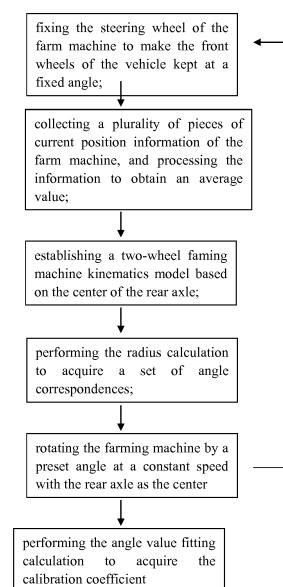 fixing the steering wheel of the
farm machine to make the front
wheels of the vehicle kept at a
fixed angle;
collecting a plurality of pieces of
current position information of the
farm machine, and processing the
information to obtain an average
value;
establishing a two-wheel faming
machine kinematics model based
on the center of the rear axle;
performing the radius calculation
to acquire a set of angle
correspondences;
rotating the farming machine by a
preset angle at a constant speed
with the rear axle as the center
performing the angle value fitting
calculation to acquire the
calibration coefficient